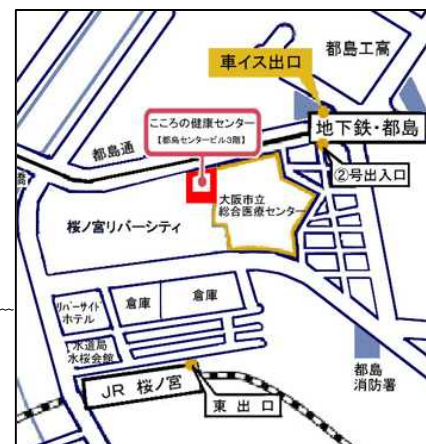 都島工高
車イス出口
こころの健康センター
【都島センタービル3階】
地下鉄・都島
都島通
②号出入口
大阪市立
総合医療センター
橋
桜ノ宮リバーシティ
リバーサイド
ホテル
倉庫
倉庫
水道局
水桜会館
都島
消防署
JR 桜ノ宮
東出口